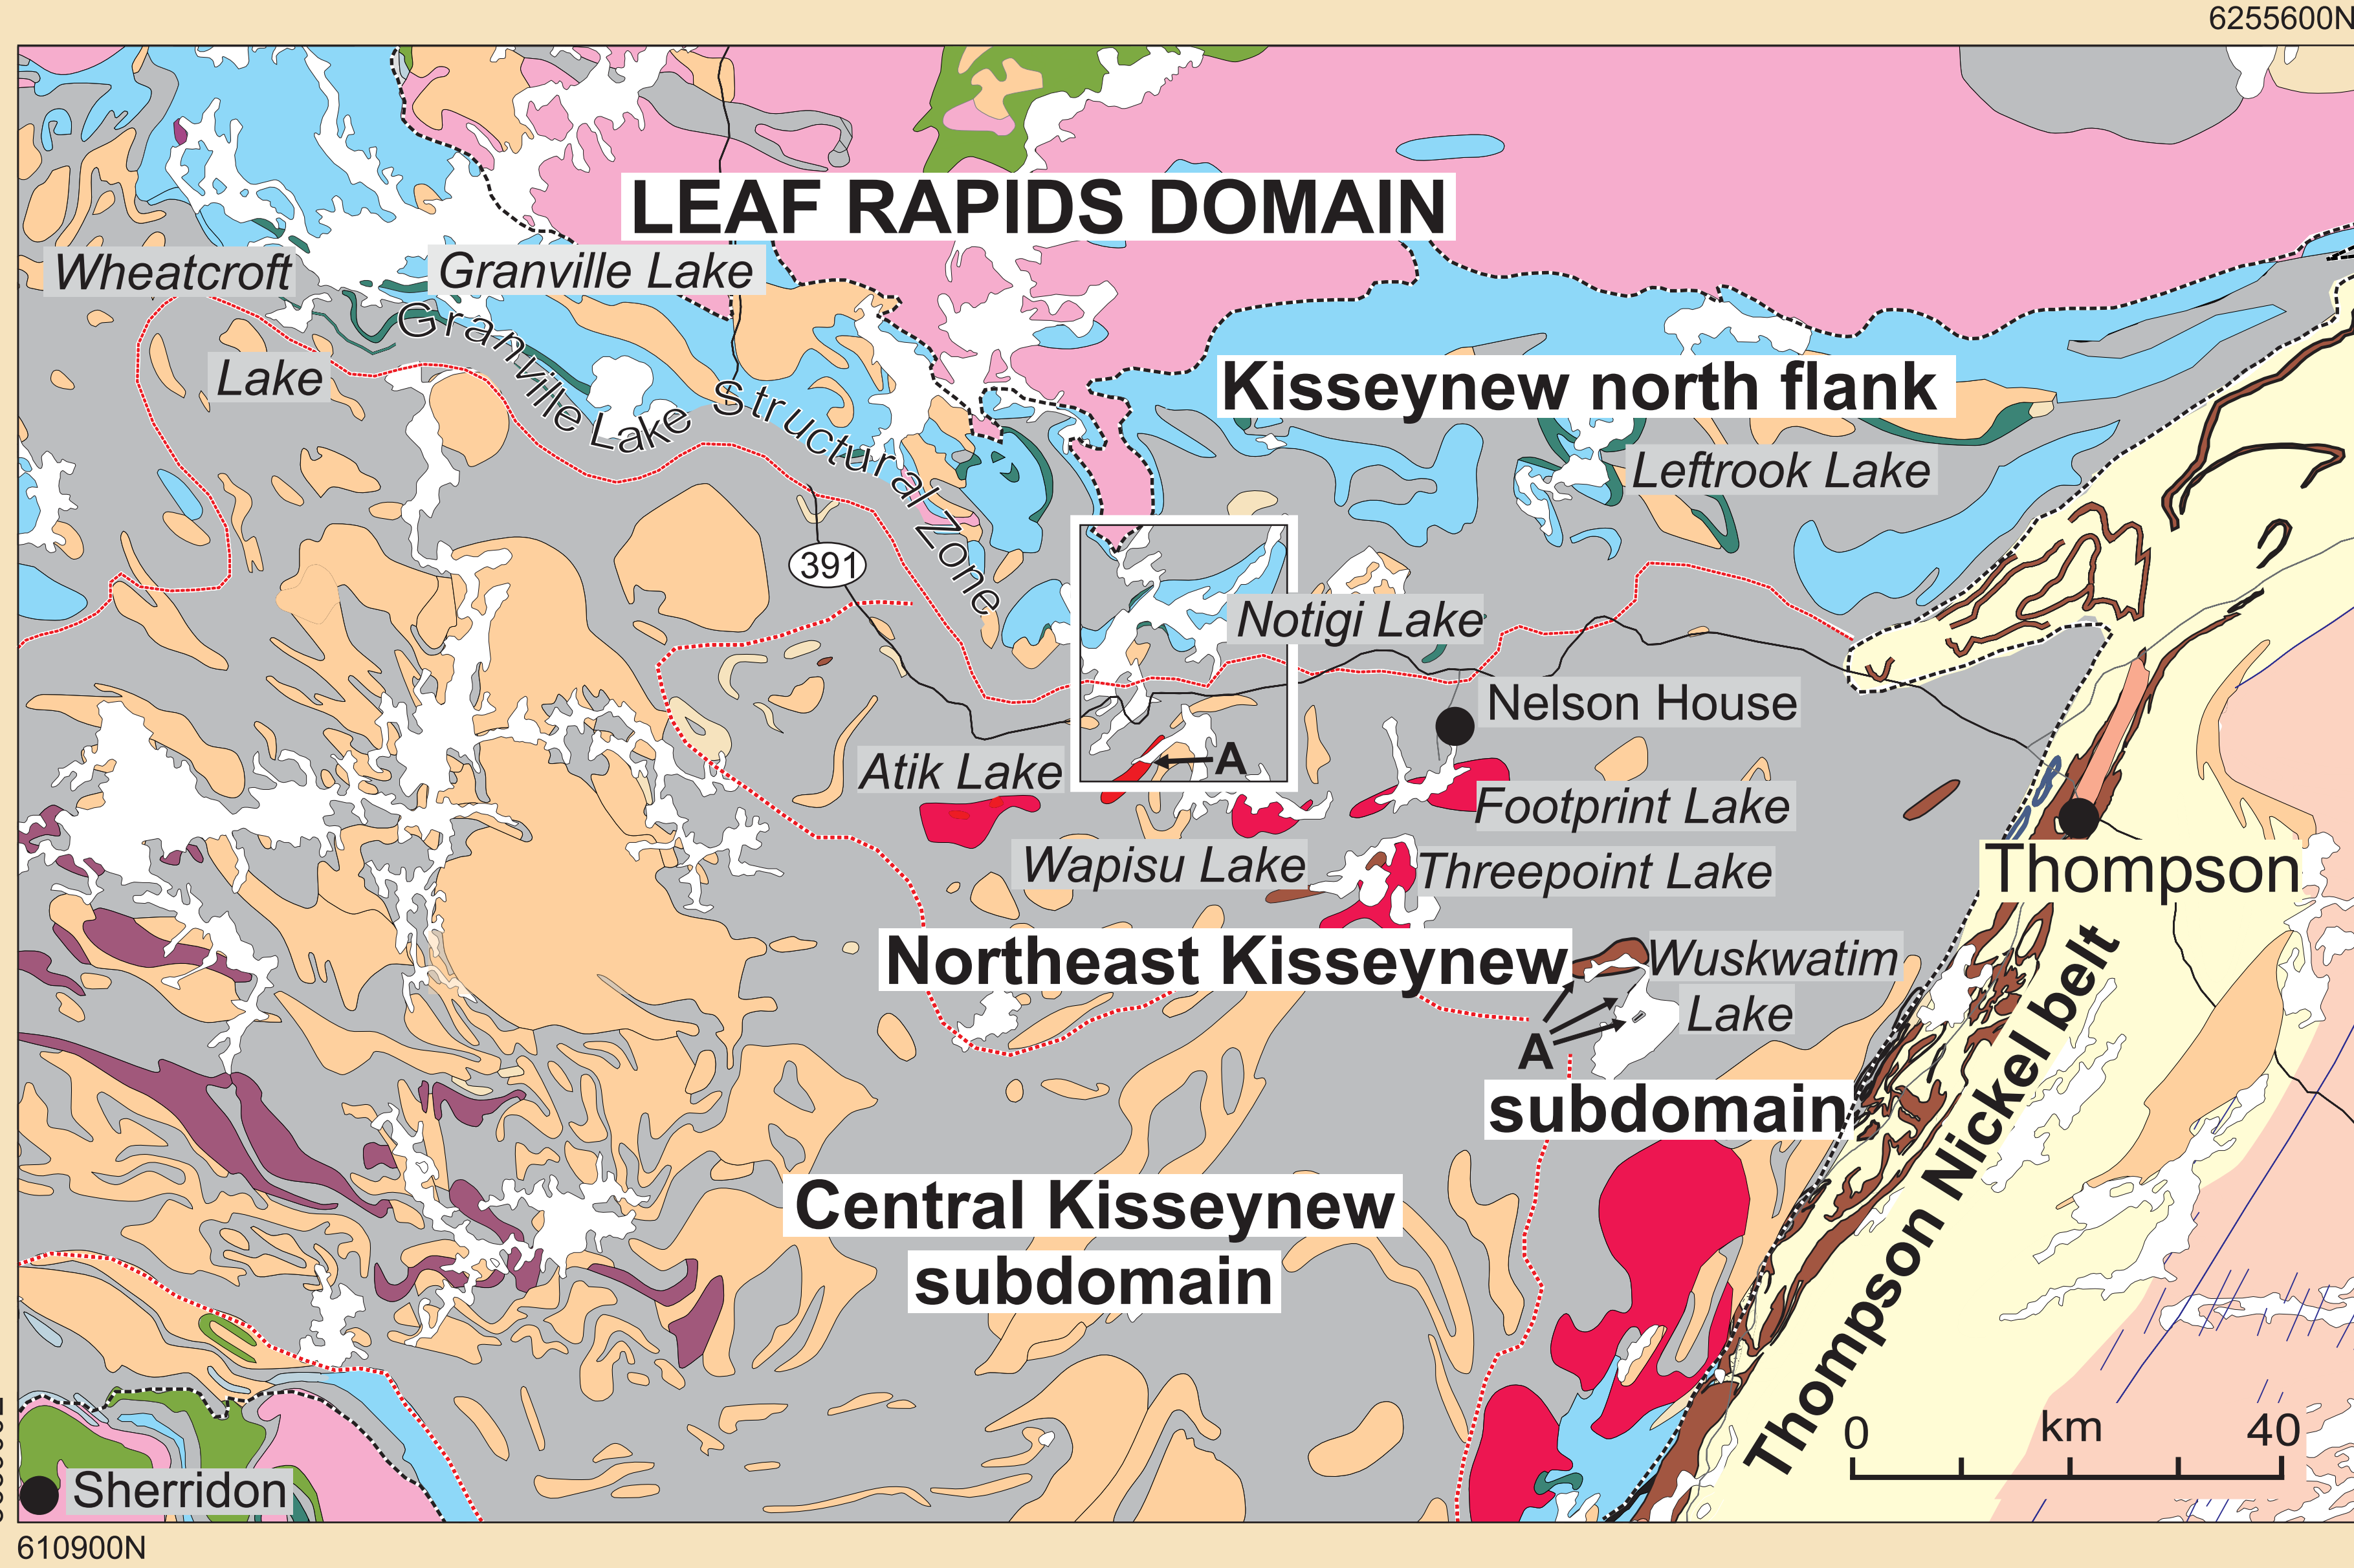 6255600N
LEAF RAPIDS DOMAIN
Wheatcroft
Lake
Granville Lake
Granville Lake Structural Zone
Kisseynew north flank
Leftrook Lake
391
Notigi Lake
Nelson House
A
Atik Lake
Footprint Lake
Wapisu Lake
Threepoint Lake
Thompson
Northeast Kisseynew
subdomain
Wuskwatim
Lake
A
Thompson Nickel belt
Central Kisseynew
subdomain
0 km 40
Sherridon
610900N